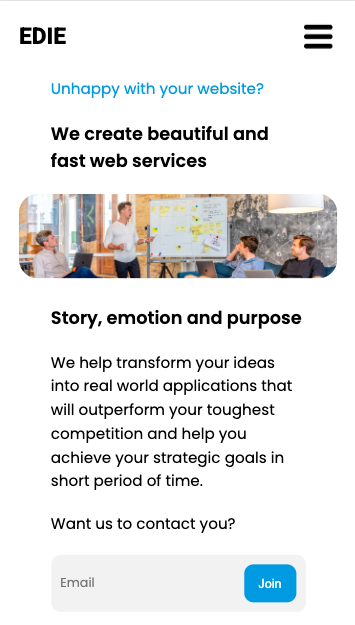 EDIE
Unhappy with your website?
We create beautiful and
fast web services
Story, emotion and purpose
We help transform your ideas
into real world applications that
will outperform your toughest
competition and help you
achieve your strategic goals in
short period of time.
Want us to contact you?
Email
Join